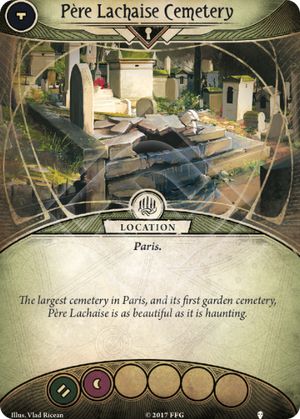 Père Lachaise Cemetery
LOCATION
Paris.
The largest cemetery in Paris, and its first garden cemetery,
Père Lachaise is as beautiful as it is haunting.
Illus. Vlad Ricean
© 2017 FFG